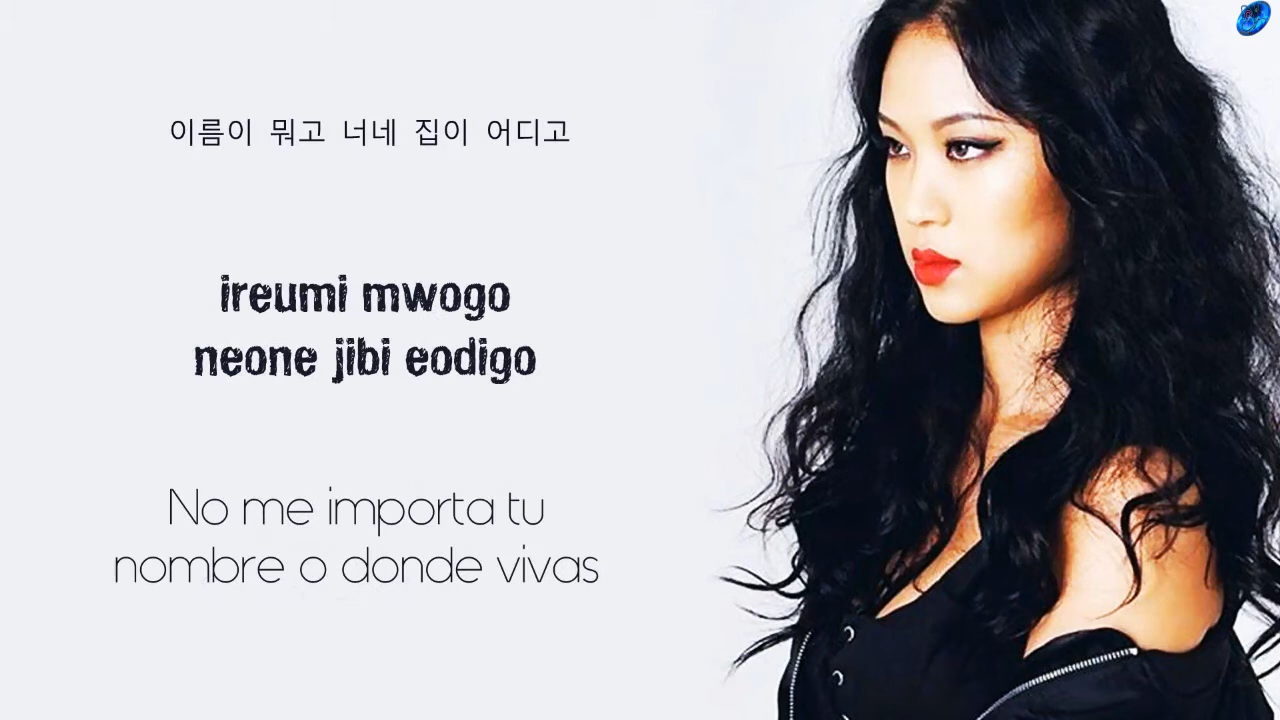 이름이 뭐고 너네 집이 어디고
ireumi mwogo
neone jibi eodigo
No me importa tu
nombre o donde vivas